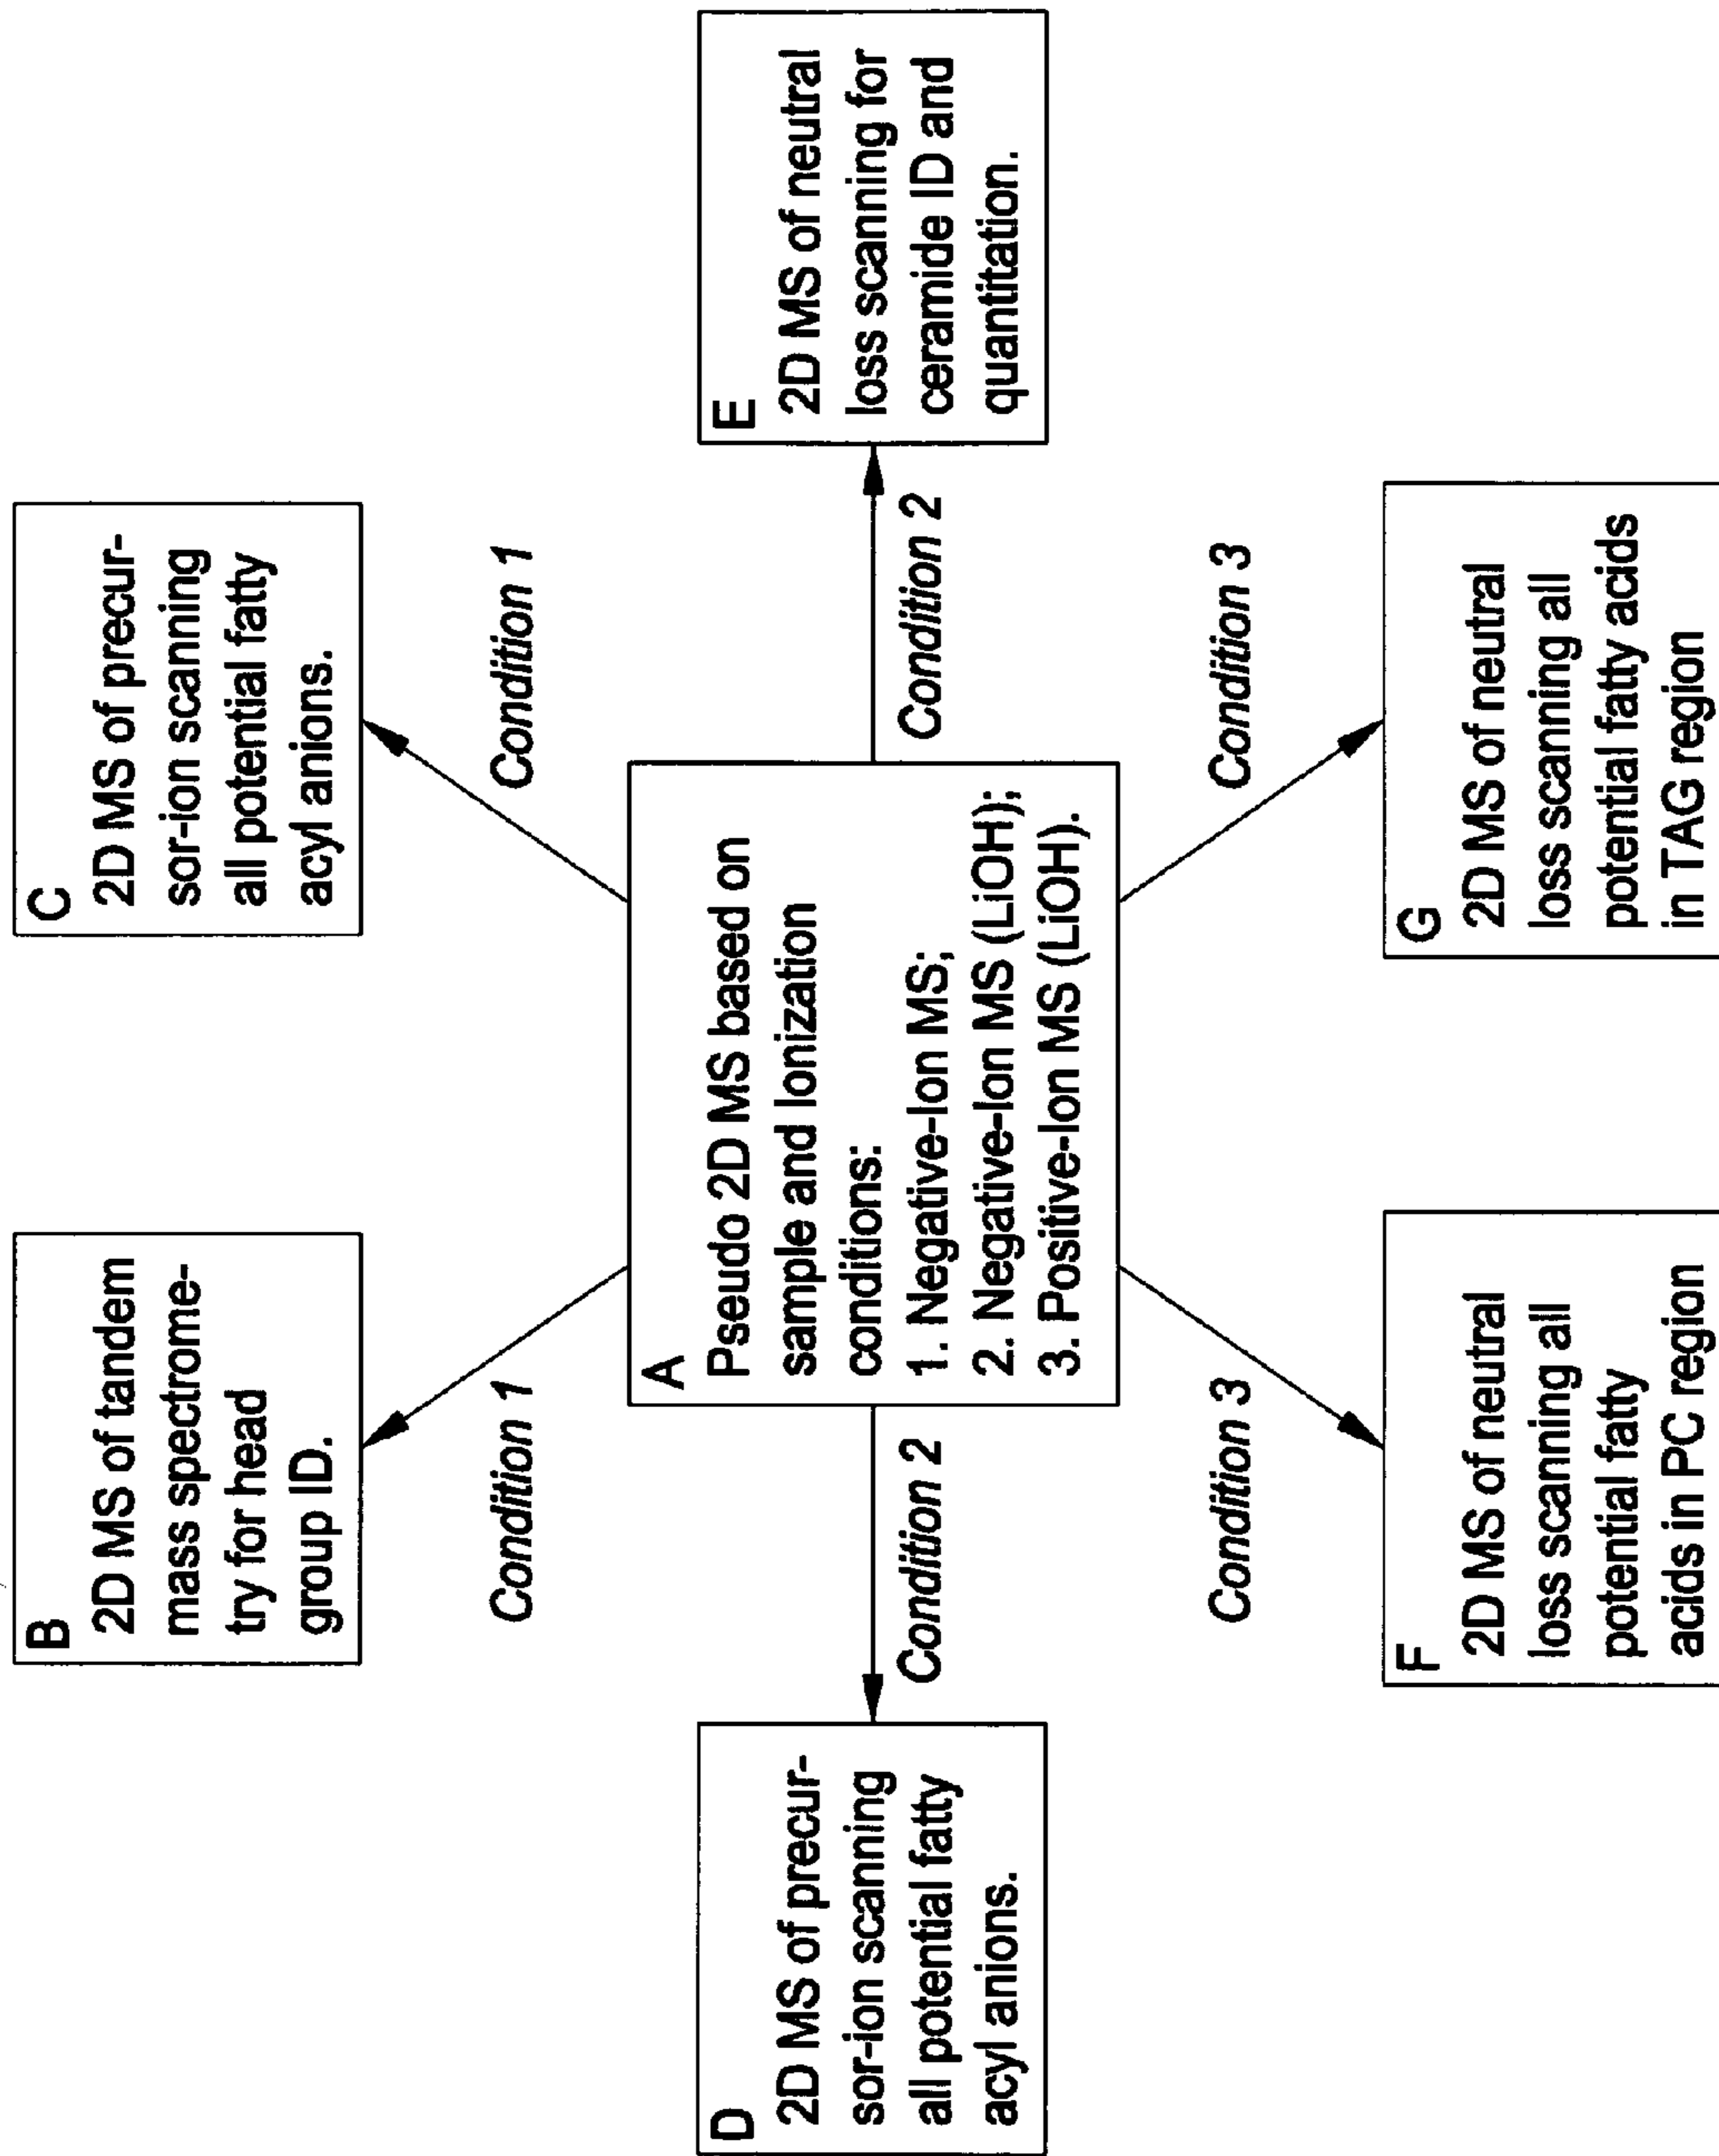 B
2D MS of tandem
mass spectrome-
try for head
group ID.
C
2D MS of precur-
sor-ion scanning
all potential fatty
acyl anions.
Condition 1
Condition 1
D
2D MS of precur-
sor-ion scanning
all potential fatty
acyl anions.
Condition 2
A
Pseudo 2D MS based on
sample and Ionization
conditions:
1. Negative-Ion MS;
2. Negative-Ion MS (LiOH);
3. Positive-Ion MS (LiOH).
Condition 2
E
2D MS of neutral
loss scanning for
ceramide ID and
quantitation.
Condition 3
Condition 3
F
2D MS of neutral
loss scanning all
potential fatty
acids in PC region
G
2D MS of neutral
loss scanning all
potential fatty acids
in TAG region